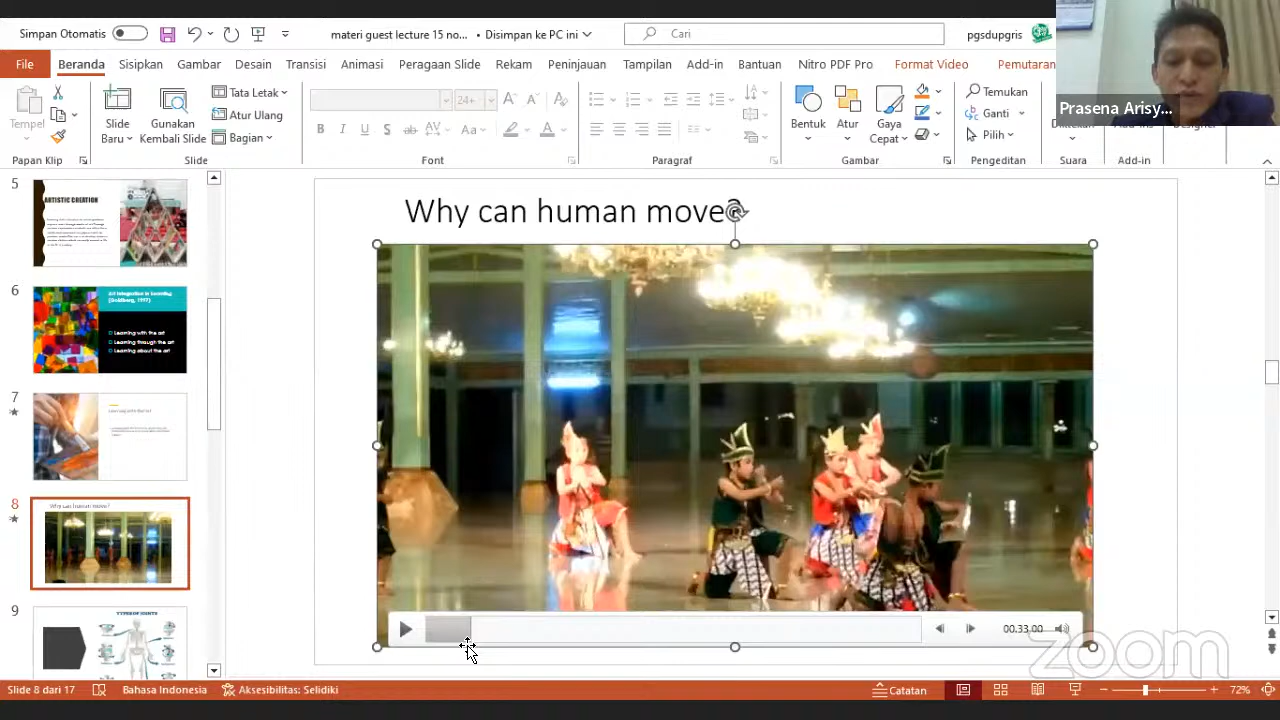 Simpan Otomatis
materi guest lecture 15 no... • Disimpan ke PC ini
Cari
pgsdupgris
File Beranda Sisipkan Gambar Desain Transisi Animasi Peragaan Slide Rekam Peninjauan Tampilan Add-in Bantuan Nitro PDF Pro Format Video Pemutaran
Prasena Arisy...
Tempel
Slide Baru
Gunakan Kembali Slide
Tata Letak
Atur Ulang
Bagian
24+
Bentuk
Atur
Gaya Cepat
Temukan
Ganti
Pilih
Papan Klip Slide Font Paragraf Gambar Pengeditan Suara Add-in
5
ARTISTIC CREATION
6
Art Integration in Learning (Goldberg, 1997)
Learning with the art
Learning through the art
Learning about the art
7
8
Why can human move?
9
TYPES OF JOINTS
Why can human move?
00.33,00
zoom
Slide 8 dari 17 Bahasa Indonesia Aksesibilitas: Selidiki Catatan 72%